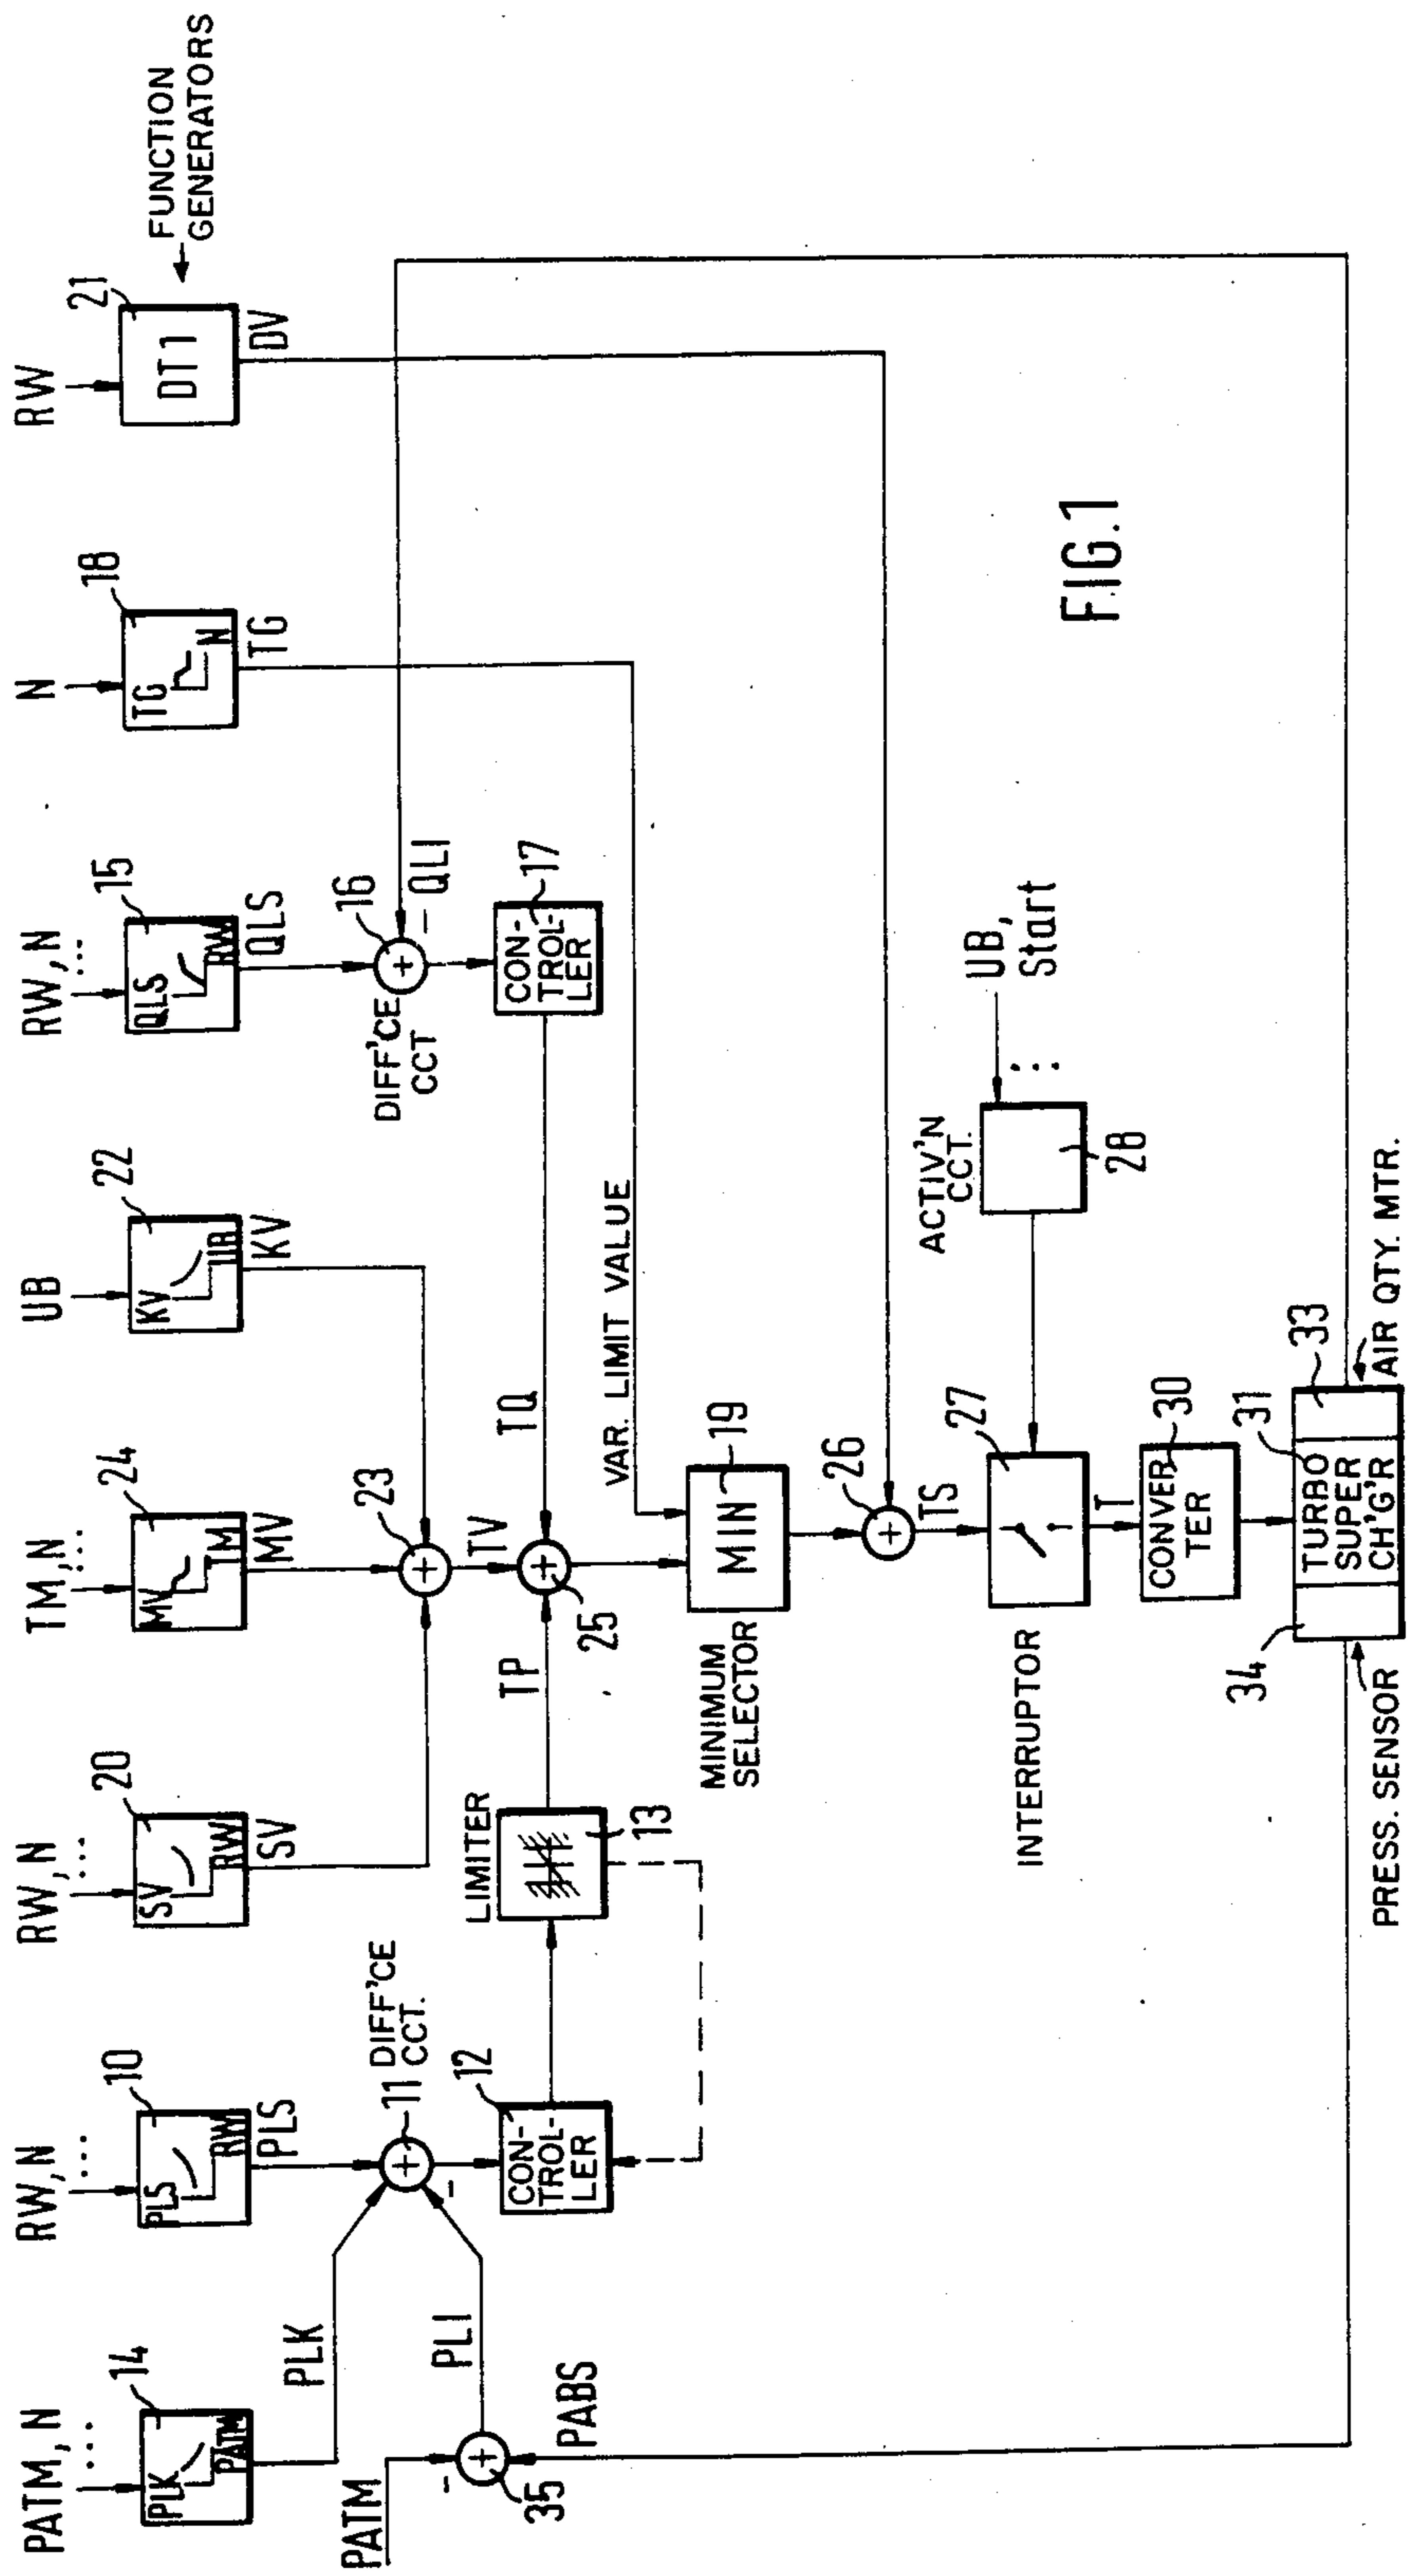 PATM, N
RW, N
RW, N
TM, N
UB
RW, N
N
RW
FUNCTION
GENERATORS
14
PLK
PATM
10
PLS
RW
PLS
20
SV
RW
SV
24
MV
TM
MV
22
KV
UB
KV
15
QLS
RW
QLS
18
TG
N
TG
21
DT1
DV
PLK
11
DIFF'CE
CCT.
23
DIFF'CE
CCT
16
- QLI
PATM
-
35
PLI
-
PABS
12
CON-
TROL-
LER
LIMITER
13
TP
TV
25
TQ
CON-
TROL-
LER
17
VAR. LIMIT VALUE
MINIMUM
SELECTOR
MIN
19
26
TS
ACTIV'N
CCT.
28
UB,
Start
INTERRUPTOR
27
T
CONVER
TER
30
FIG.1
34
TURBO
SUPER
CH'G'R
31
33
PRESS. SENSOR
AIR QTY. MTR.